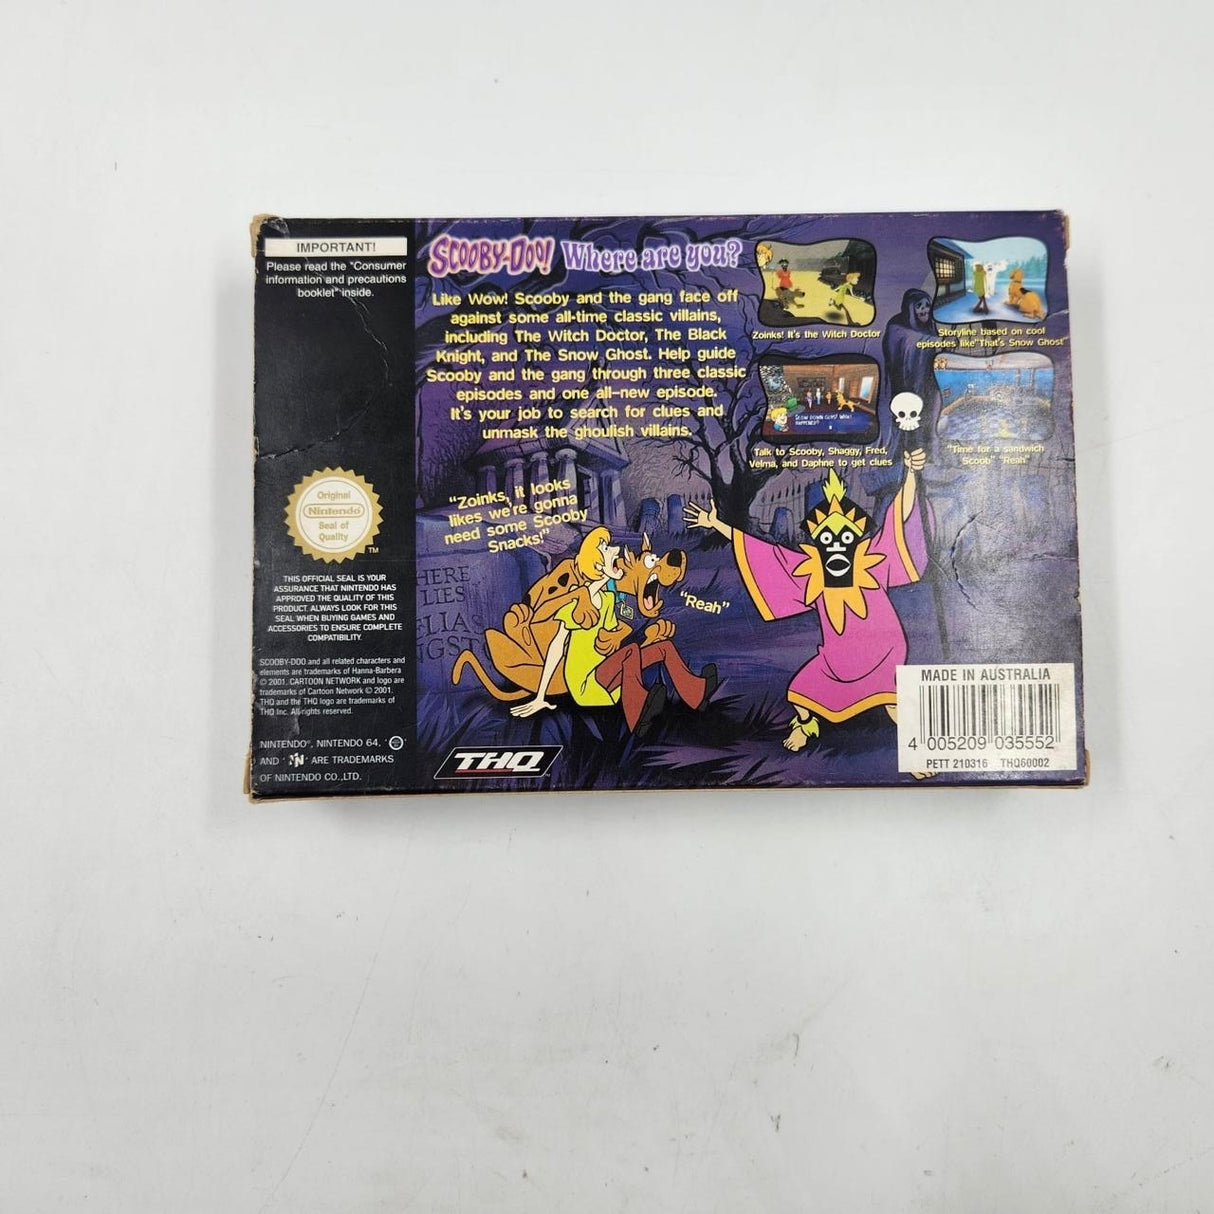 IMPORTANT!
Please read the "Consumer
information and precautions
booklet" inside.
Original
Nintendo
Seal of
Quality
TM
THIS OFFICIAL SEAL IS YOUR
ASSURANCE THAT NINTENDO HAS
APPROVED THE QUALITY OF THIS
PRODUCT. ALWAYS LOOK FOR THIS
SEAL WHEN BUYING GAMES AND
ACCESSORIES TO ENSURE COMPLETE
COMPATIBILITY.
SCOOBY-DOO and all related characters and
elements are trademarks of Hanna-Barbera
© 2001. CARTOON NETWORK and logo are
trademarks of Cartoon Network © 2001.
THQ and the THQ logo are trademarks of
THQ Inc. All rights reserved.
NINTENDO®, NINTENDO 64,
AND "N" ARE TRADEMARKS
OF NINTENDO CO.,LTD.
SCOOBY-DOO! Where are you?
Like Wow! Scooby and the gang face off
against some all-time classic villains,
including The Witch Doctor, The Black
Knight, and The Snow Ghost. Help guide
Scooby and the gang through three classic
episodes and one all-new episode.
It's your job to search for clues and
unmask the ghoulish villains.
"Zoinks, it looks
likes we're gonna
need some Scooby
Snacks!"
HERE
LIES
"Reah"
THQ
Zoinks! It's the Witch Doctor
Storyline based on cool
episodes like"That's Snow Ghost"
SLOW DOWN GUYS! WHAT
HAPPENED?
Talk to Scooby, Shaggy, Fred,
Velma, and Daphne to get clues
"Time for a sandwich
Scoob" "Reah"
MADE IN AUSTRALIA
4 005209 035552
PETT 210316 THQ60002